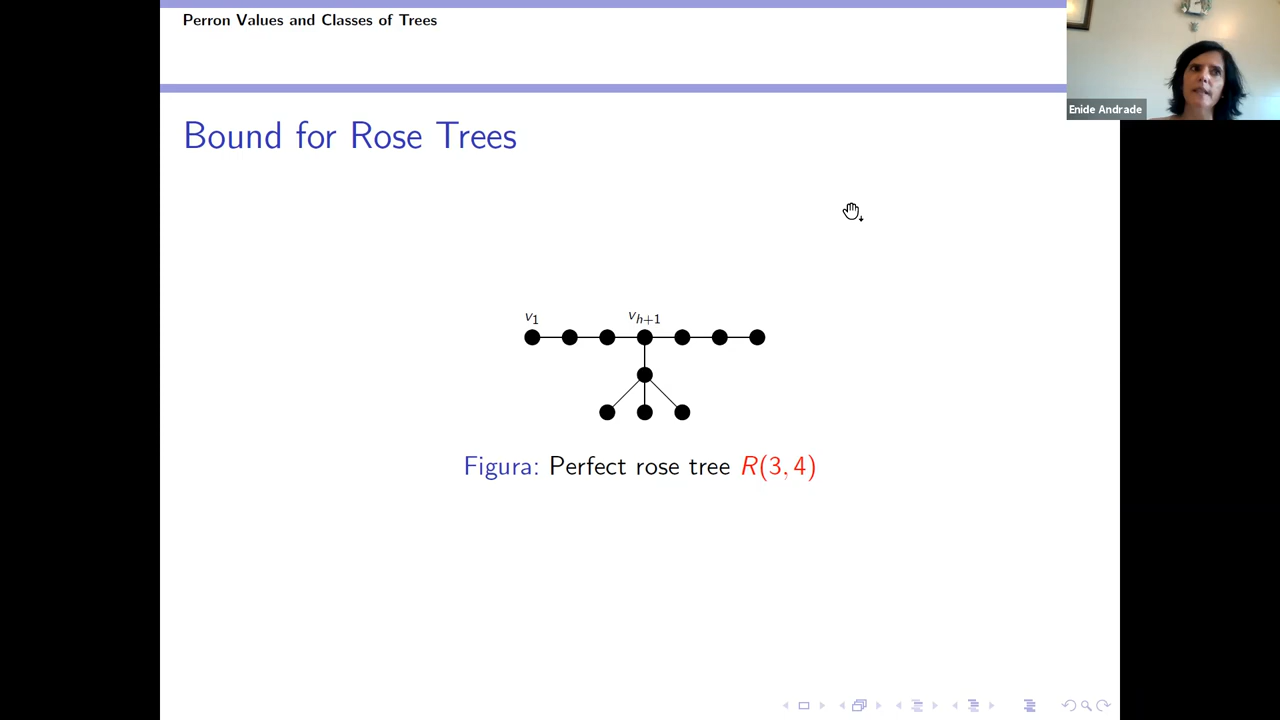 Perron Values and Classes of Trees
Enide Andrade
Bound for Rose Trees
v1 vh+1
Figura: Perfect rose tree R(3, 4)